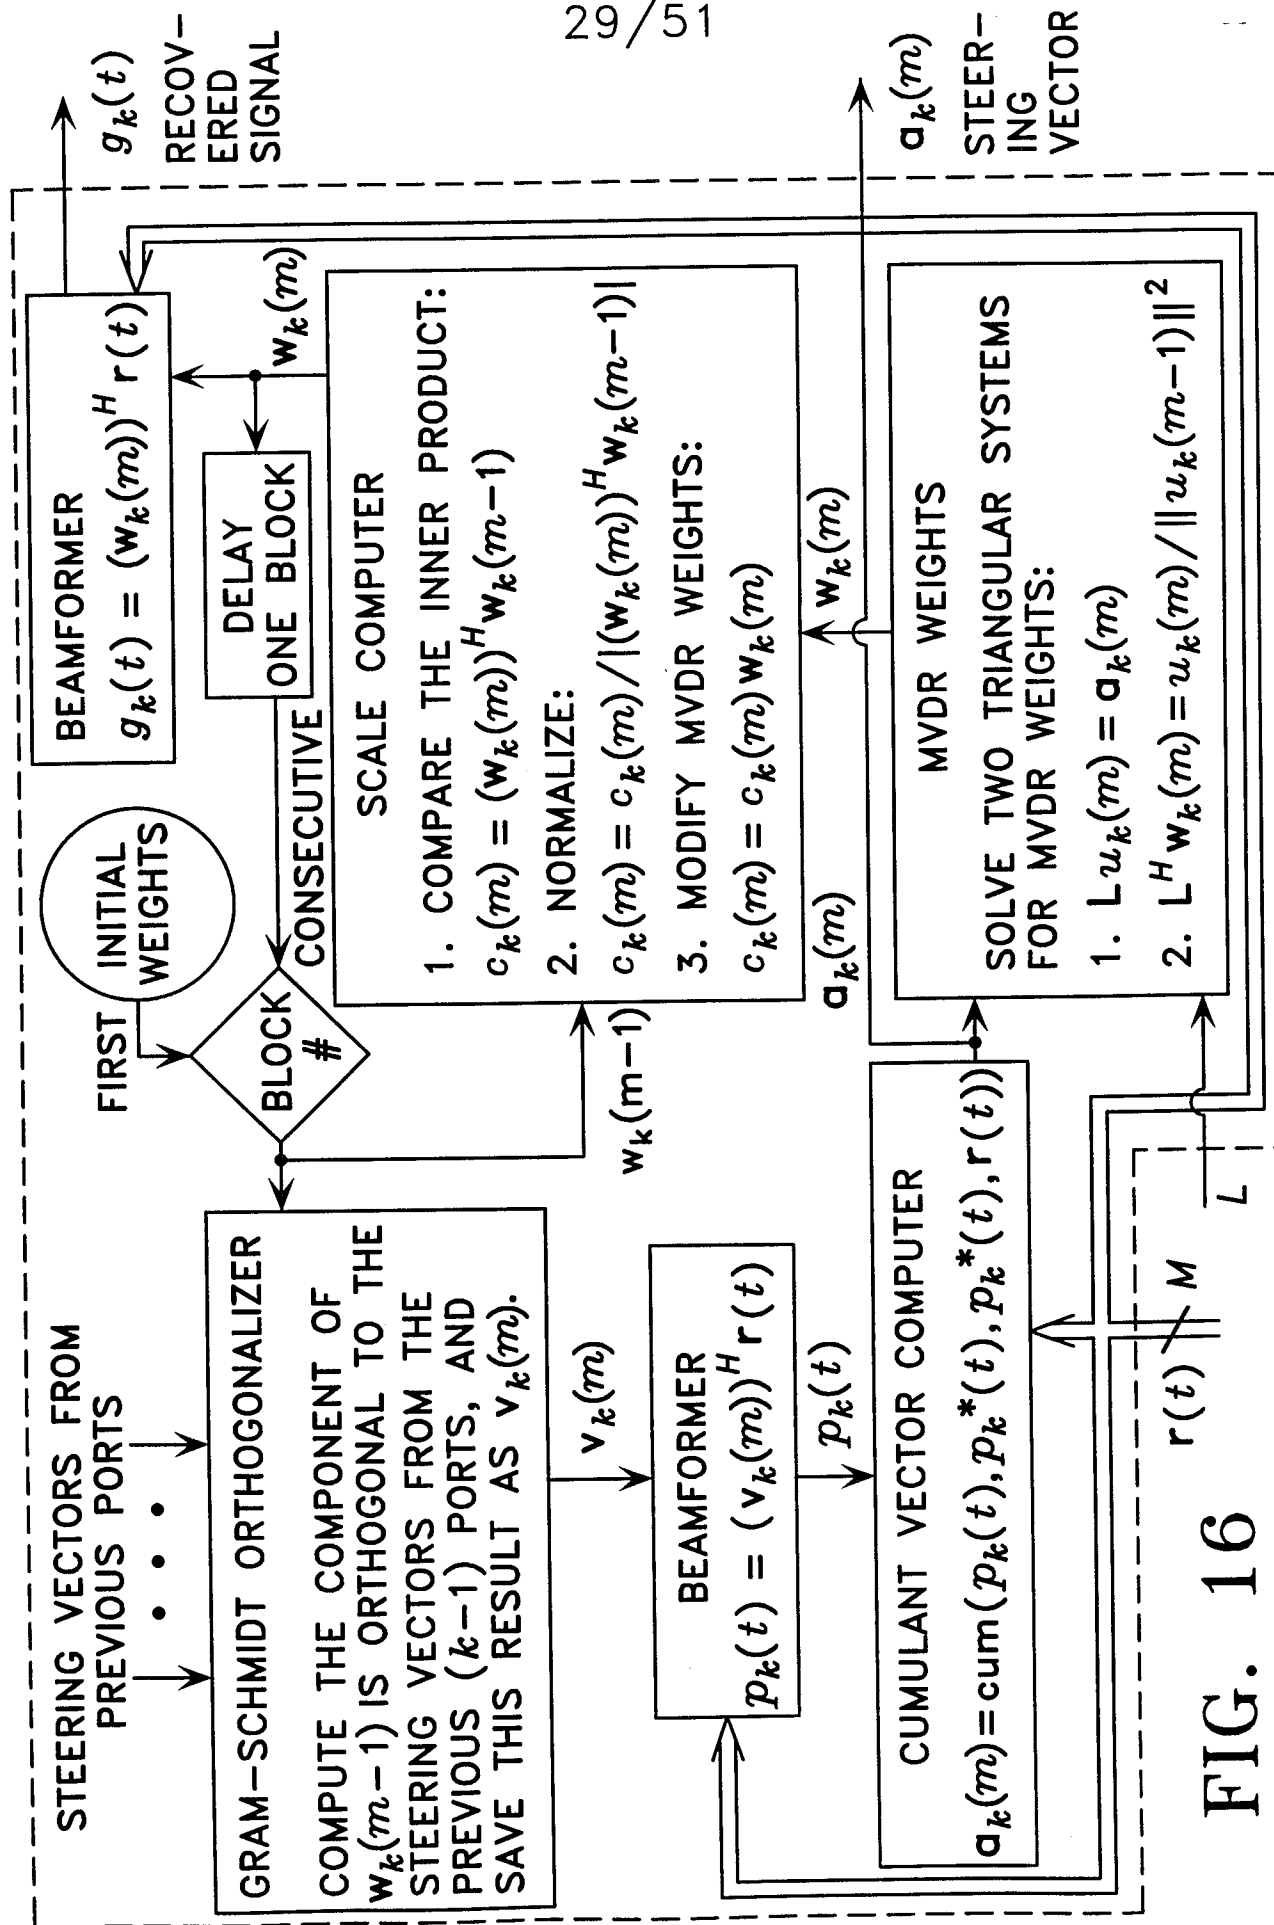 29/51
STEERING VECTORS FROM
PREVIOUS PORTS
GRAM-SCHMIDT ORTHOGONALIZER
COMPUTE THE COMPONENT OF
w_k(m-1) IS ORTHOGONAL TO THE
STEERING VECTORS FROM THE
PREVIOUS (k-1) PORTS, AND
SAVE THIS RESULT AS v_k(m).
v_k(m)
BEAMFORMER
p_k(t) = (v_k(m))^H r(t)
p_k(t)
CUMULANT VECTOR COMPUTER
a_k(m)=cum(p_k(t),p_k*(t),p_k*(t),r(t))
r(t)
M
L
FIRST
INITIAL
WEIGHTS
BLOCK
#
CONSECUTIVE
w_k(m-1)
DELAY
ONE BLOCK
BEAMFORMER
g_k(t) = (w_k(m))^H r(t)
w_k(m)
SCALE COMPUTER
1. COMPARE THE INNER PRODUCT:
c_k(m) = (w_k(m))^H w_k(m-1)
2. NORMALIZE:
c_k(m) = c_k(m)/|(w_k(m))^H w_k(m-1)|
3. MODIFY MVDR WEIGHTS:
c_k(m) = c_k(m) w_k(m)
a_k(m)
w_k(m)
MVDR WEIGHTS
SOLVE TWO TRIANGULAR SYSTEMS
FOR MVDR WEIGHTS:
1. L u_k(m) = a_k(m)
2. L^H w_k(m) = u_k(m)/||u_k(m-1)||^2
g_k(t)
RECOV-
ERED
SIGNAL
a_k(m)
STEER-
ING
VECTOR
FIG. 16